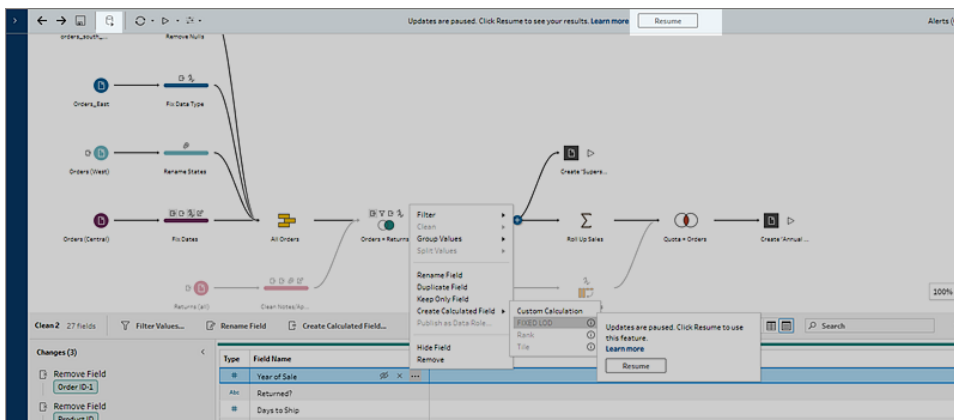 Updates are paused. Click Resume to see your results. Learn more
Resume
Alerts (
orders_south_...
Remove Nulls
Orders_East
Fix Data Type
Orders (West)
Rename States
Create 'Supers...
Orders (Central)
Fix Dates
All Orders
Orders + Returns
Roll Up Sales
Quota + Orders
Create 'Annual ...
Returns (all)
Clean Notes/Ap...
Filter
Clean
Group Values
Split Values
Rename Field
Duplicate Field
Keep Only Field
Create Calculated Field
Publish as Data Role...
Hide Field
Remove
Custom Calculation
FIXED LOD
Rank
Tile
Updates are paused. Click Resume to use
this feature.
Learn more
Resume
100%
Clean 2 27 fields
Filter Values...
Rename Field
Create Calculated Field...
Search
Changes (3)
Remove Field
Order ID-1
Remove Field
Product ID
Type Field Name
# Year of Sale
Abc Returned?
# Days to Ship